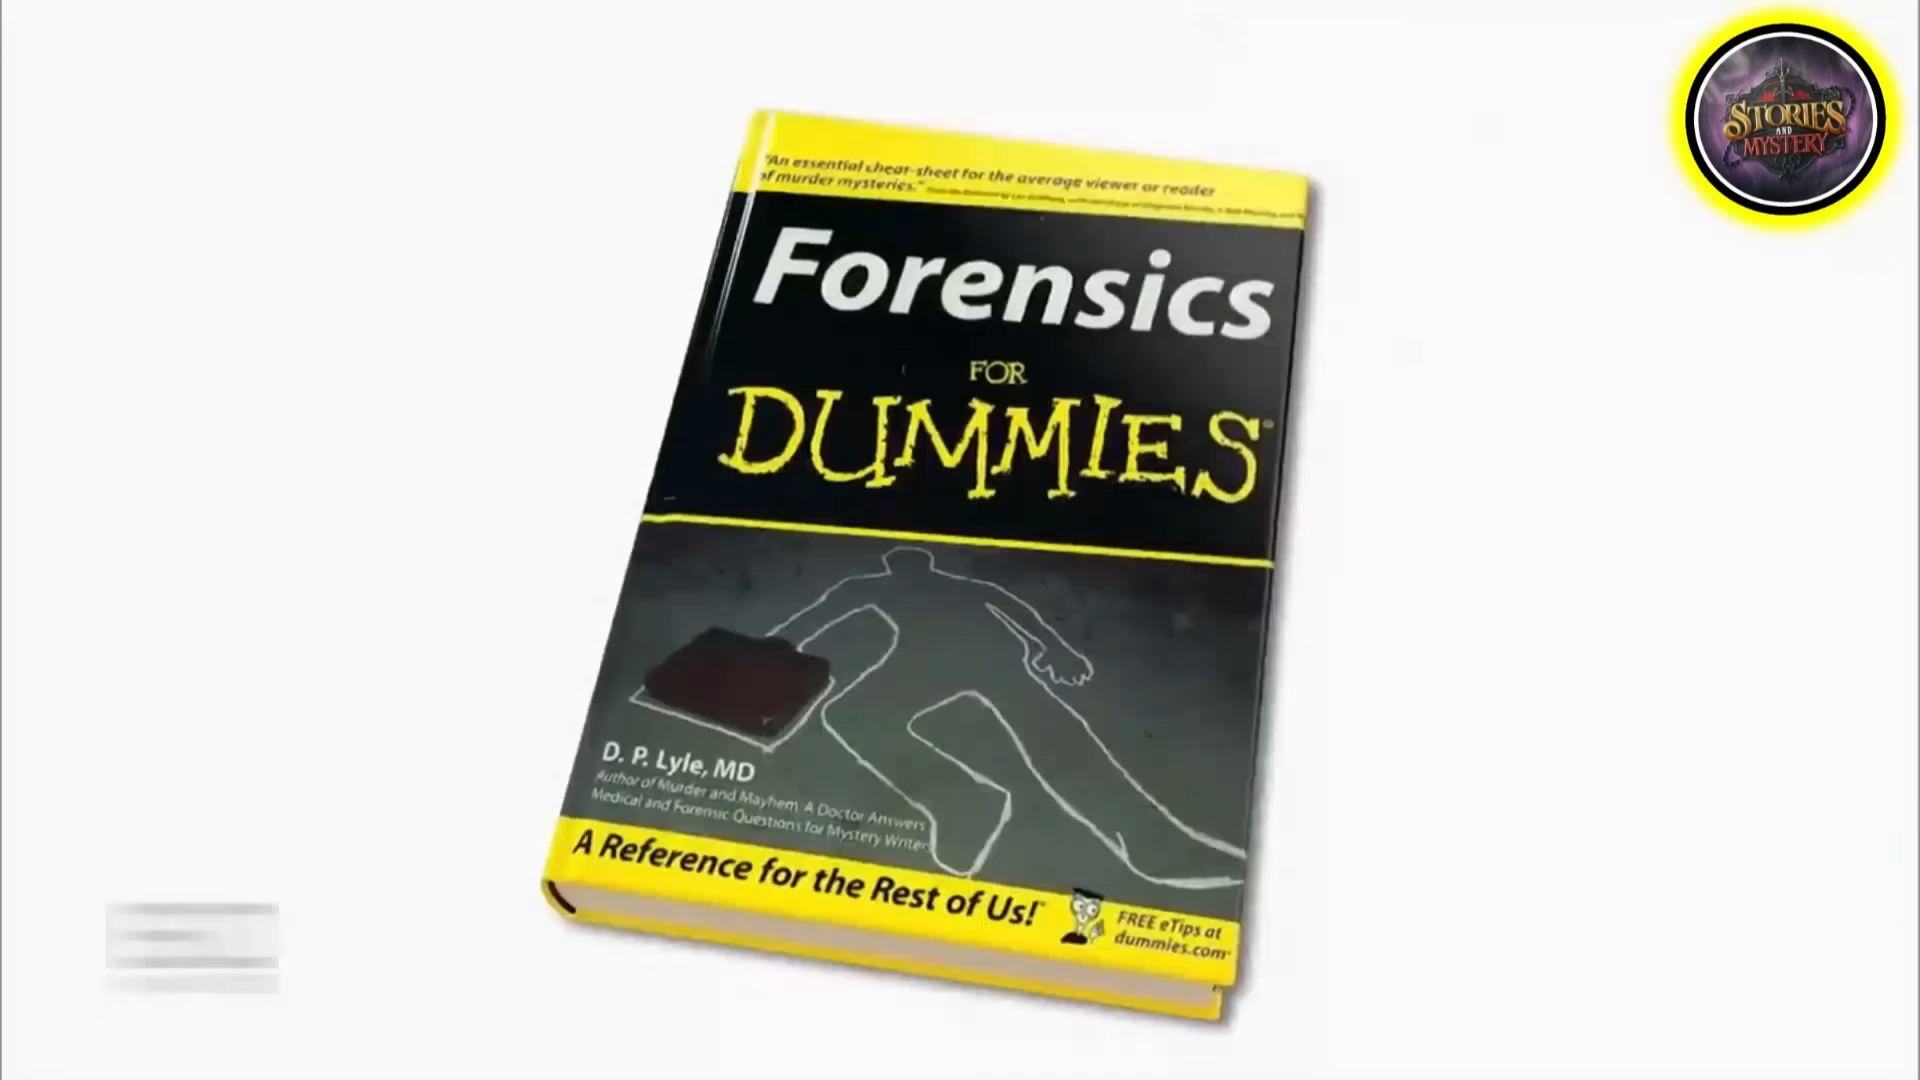 "An essential cheat-sheet for the average viewer or reader
of murder mysteries."
Forensics
FOR
DUMMIES
D. P. Lyle, MD
Author of Murder and Mayhem: A Doctor Answers
Medical and Forensic Questions for Mystery Writers
A Reference for the Rest of Us!™
FREE eTips at
dummies.com®
STORIES
AND
MYSTERY